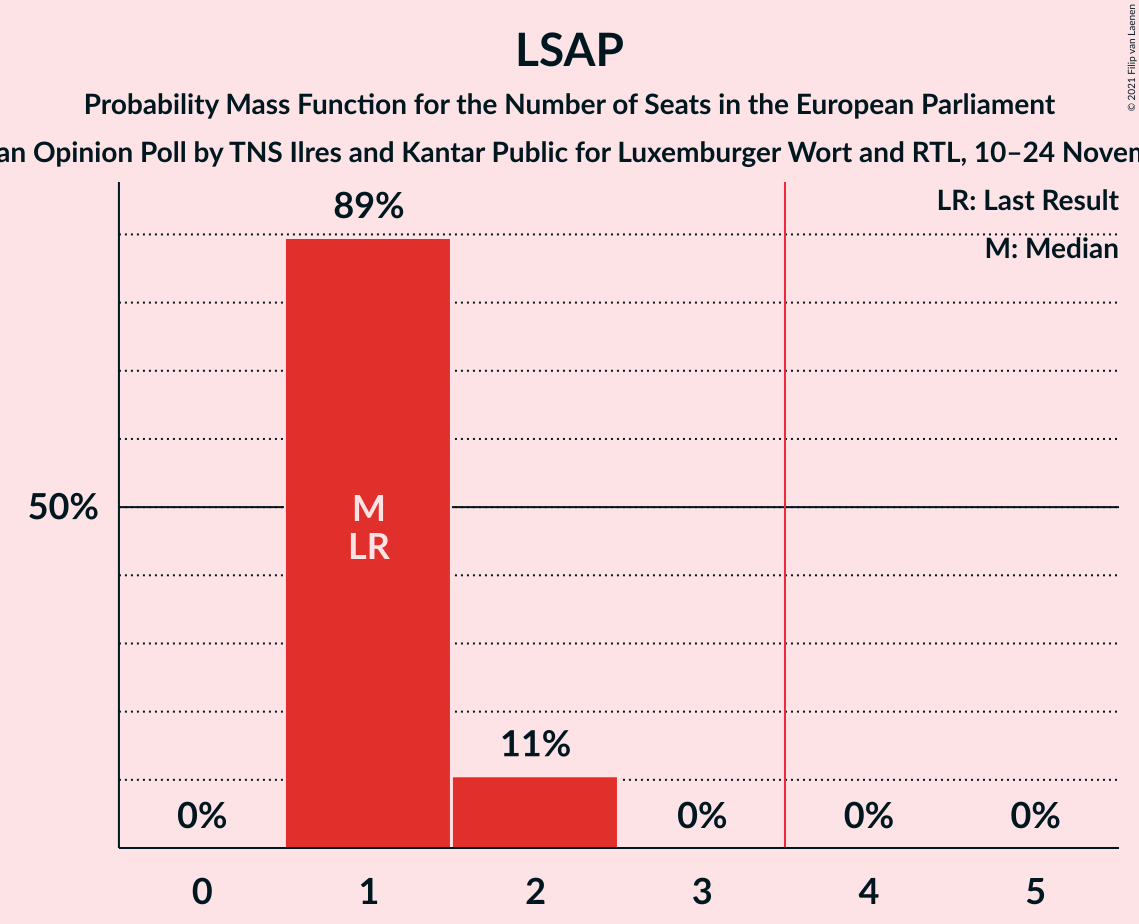 LSAP
Probability Mass Function for the Number of Seats in the European Parliament
an Opinion Poll by TNS Ilres and Kantar Public for Luxemburger Wort and RTL, 10–24
© 2021 Filip van Laenen
LR: Last Result
M: Median
89%
50%
M
LR
11%
0%
0%
0%
0%
0 1 2 3 4 5